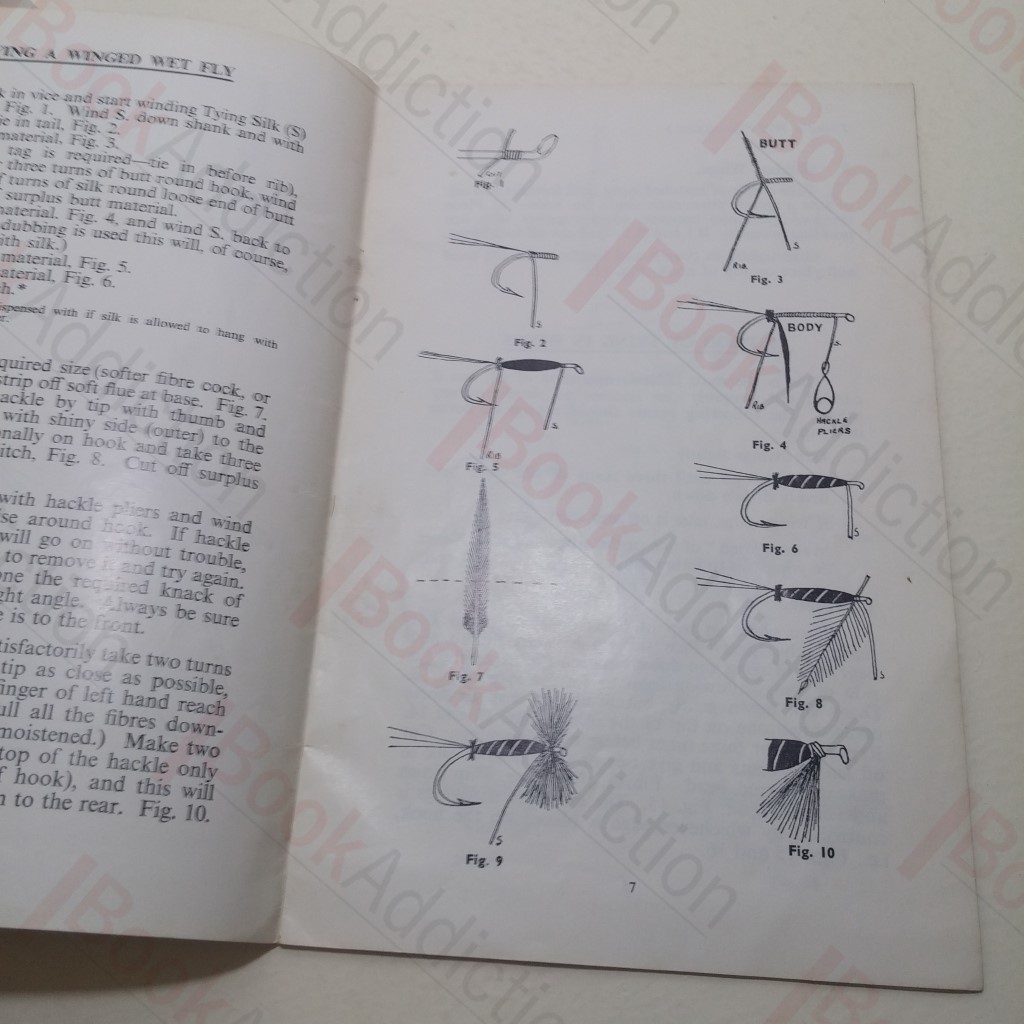 ING A WINGED WET FLY
k in vice and start winding Tying Silk (S)
Fig. 1. Wind S. down shank and with
ie in tail, Fig. 2.
material, Fig. 3.
tag is required—tie in before rib),
three turns of butt round hook, wind
f turns of silk round loose end of butt
surplus butt material.
material. Fig. 4, and wind S. back to
dubbing is used this will, of course,
ith silk.)
material, Fig. 5.
aterial, Fig. 6.
h.*
ispensed with if silk is allowed to hang with
r.
quired size (softer fibre cock, or
strip off soft flue at base. Fig. 7.
ackle by tip with thumb and
with shiny side (outer) to the
onally on hook and take three
itch, Fig. 8. Cut off surplus
with hackle pliers and wind
se around hook. If hackle
will go on without trouble,
to remove it and try again.
one the required knack of
ght angle. Always be sure
e is to the front.
tisfactorily take two turns
tip as close as possible,
finger of left hand reach
ull all the fibres down-
moistened.) Make two
top of the hackle only
f hook), and this will
n to the rear. Fig. 10.
Fig. 1
BUTT
S
RIB
Fig. 3
S
Fig. 2
BODY
S
RIB
HACKLE
PLIERS
Fig. 4
S
RIB
Fig. 5
S
Fig. 6
Fig. 7
S
Fig. 8
S
Fig. 9
Fig. 10
7
BookAddiction
BookAddiction
BookAddiction
BookAddiction
BookAddiction
BookAddiction